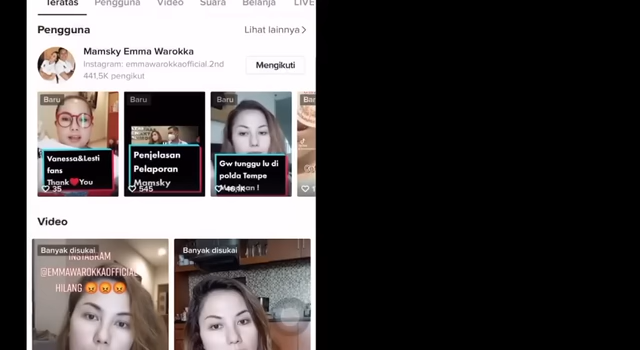 Teratas Pengguna Video Suara Belanja LIVE
Pengguna Lihat lainnya >
Mamsky Emma Warokka
Instagram: emmawarokkaofficial.2nd
441,5K pengikut
Mengikuti
Baru
Vanessa&Lesti
fans
Thank❤️You
35
Baru
Penjelasan
Pelaporan
Mamsky
545
Baru
Gw tunggu lu di
polda Tempe
Video
Banyak disukai
INSTAGRAM
@EMMAWAROKKAOFFICIAL
HILANG 😡😡😡
Banyak disukai